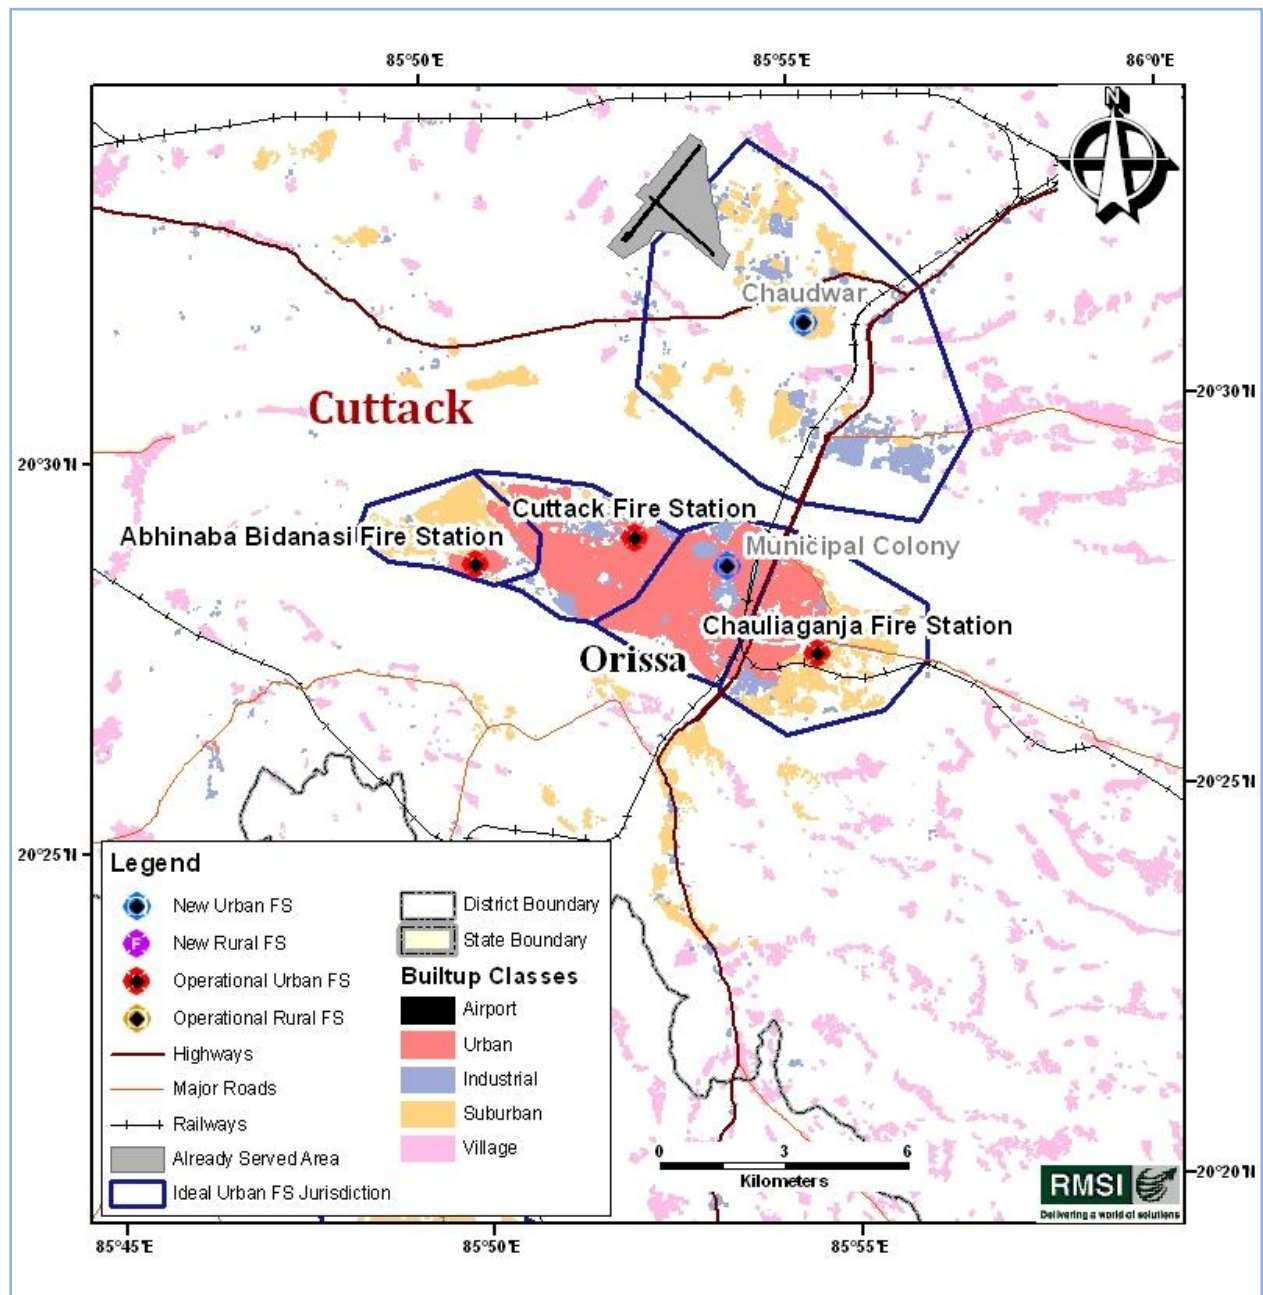 85°50'E
85°55'E
86°0'E
N
Chaudwar
20°30'N
Cuttack
20°30'N
Cuttack Fire Station
Abhinaba Bidanasi Fire Station
Municipal Colony
Chauliaganja Fire Station
Orissa
20°25'N
20°25'N
Legend
New Urban FS
F
New Rural FS
Operational Urban FS
Operational Rural FS
Highways
Major Roads
Railways
Already Served Area
Ideal Urban FS Jurisdiction
District Boundary
State Boundary
Builtup Classes
Airport
Urban
Industrial
Suburban
Village
0 3 6
Kilometers
20°20'N
RMSI
Delivering a world of solutions
85°45'E
85°50'E
85°55'E